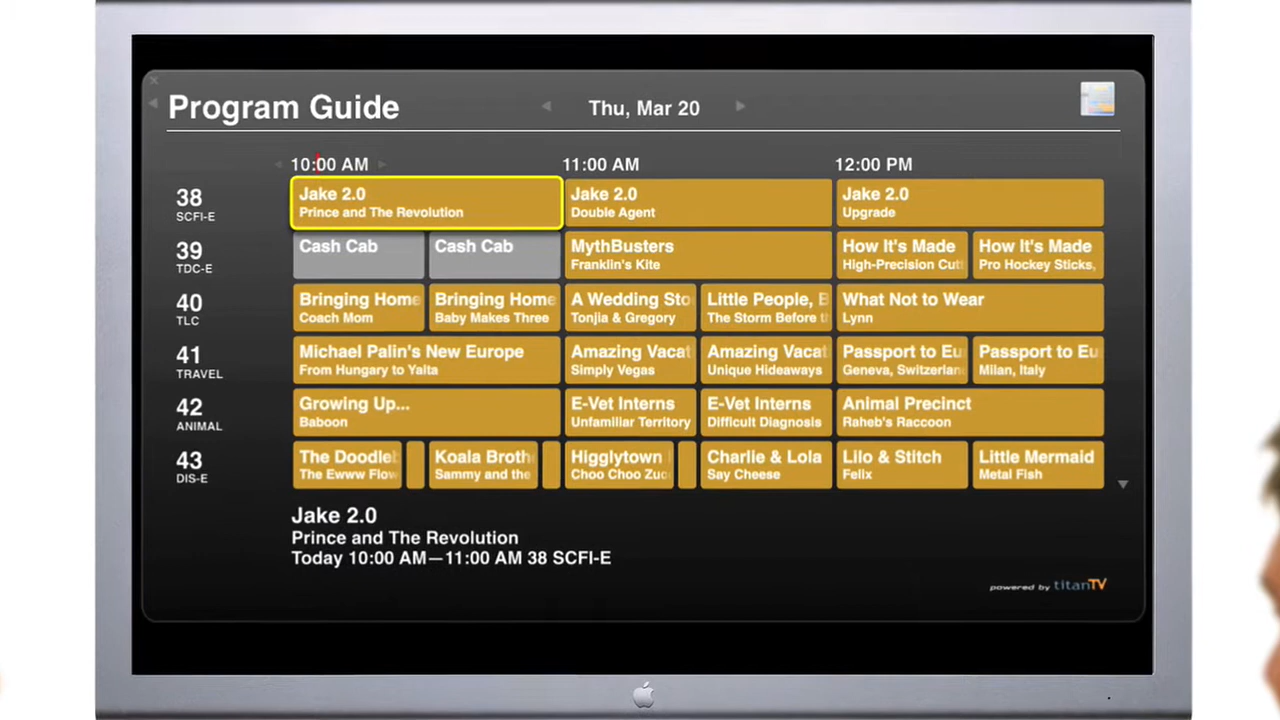 Program Guide
Thu, Mar 20
10:00 AM
11:00 AM
12:00 PM
38
SCFI-E
Jake 2.0
Prince and The Revolution
Jake 2.0
Double Agent
Jake 2.0
Upgrade
39
TDC-E
Cash Cab
Cash Cab
MythBusters
Franklin's Kite
How It's Made
High-Precision Cut
How It's Made
Pro Hockey Sticks,
40
TLC
Bringing Home
Coach Mom
Bringing Home
Baby Makes Three
A Wedding Sto
Tonjia & Gregory
Little People, B
The Storm Before t
What Not to Wear
Lynn
41
TRAVEL
Michael Palin's New Europe
From Hungary to Yalta
Amazing Vacat
Simply Vegas
Amazing Vacat
Unique Hideaways
Passport to Eu
Geneva, Switzerlan
Passport to Eu
Milan, Italy
42
ANIMAL
Growing Up...
Baboon
E-Vet Interns
Unfamiliar Territory
E-Vet Interns
Difficult Diagnosis
Animal Precinct
Raheb's Raccoon
43
DIS-E
The Doodleb
The Ewww Flow
Koala Broth
Sammy and the
Higglytown
Choo Choo Zuc
Charlie & Lola
Say Cheese
Lilo & Stitch
Felix
Little Mermaid
Metal Fish
Jake 2.0
Prince and The Revolution
Today 10:00 AM—11:00 AM 38 SCFI-E
powered by titanTV